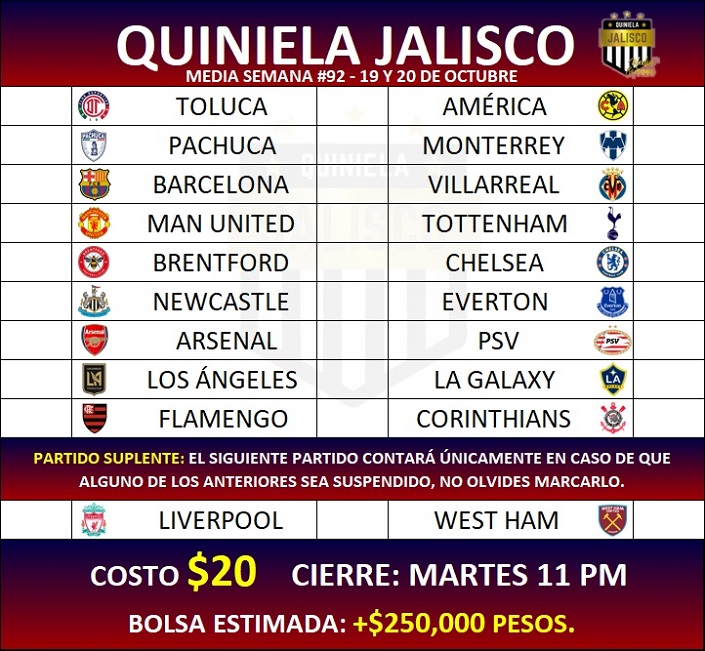 QUINIELA JALISCO
MEDIA SEMANA #92 - 19 Y 20 DE OCTUBRE
TOLUCA AMÉRICA
PACHUCA MONTERREY
BARCELONA VILLARREAL
MAN UNITED TOTTENHAM
BRENTFORD CHELSEA
NEWCASTLE EVERTON
ARSENAL PSV
LOS ÁNGELES LA GALAXY
FLAMENGO CORINTHIANS
PARTIDO SUPLENTE: EL SIGUIENTE PARTIDO CONTARÁ ÚNICAMENTE EN CASO DE QUE
ALGUNO DE LOS ANTERIORES SEA SUSPENDIDO, NO OLVIDES MARCARLO.
LIVERPOOL WEST HAM
COSTO $20 CIERRE: MARTES 11 PM
BOLSA ESTIMADA: +$250,000 PESOS.